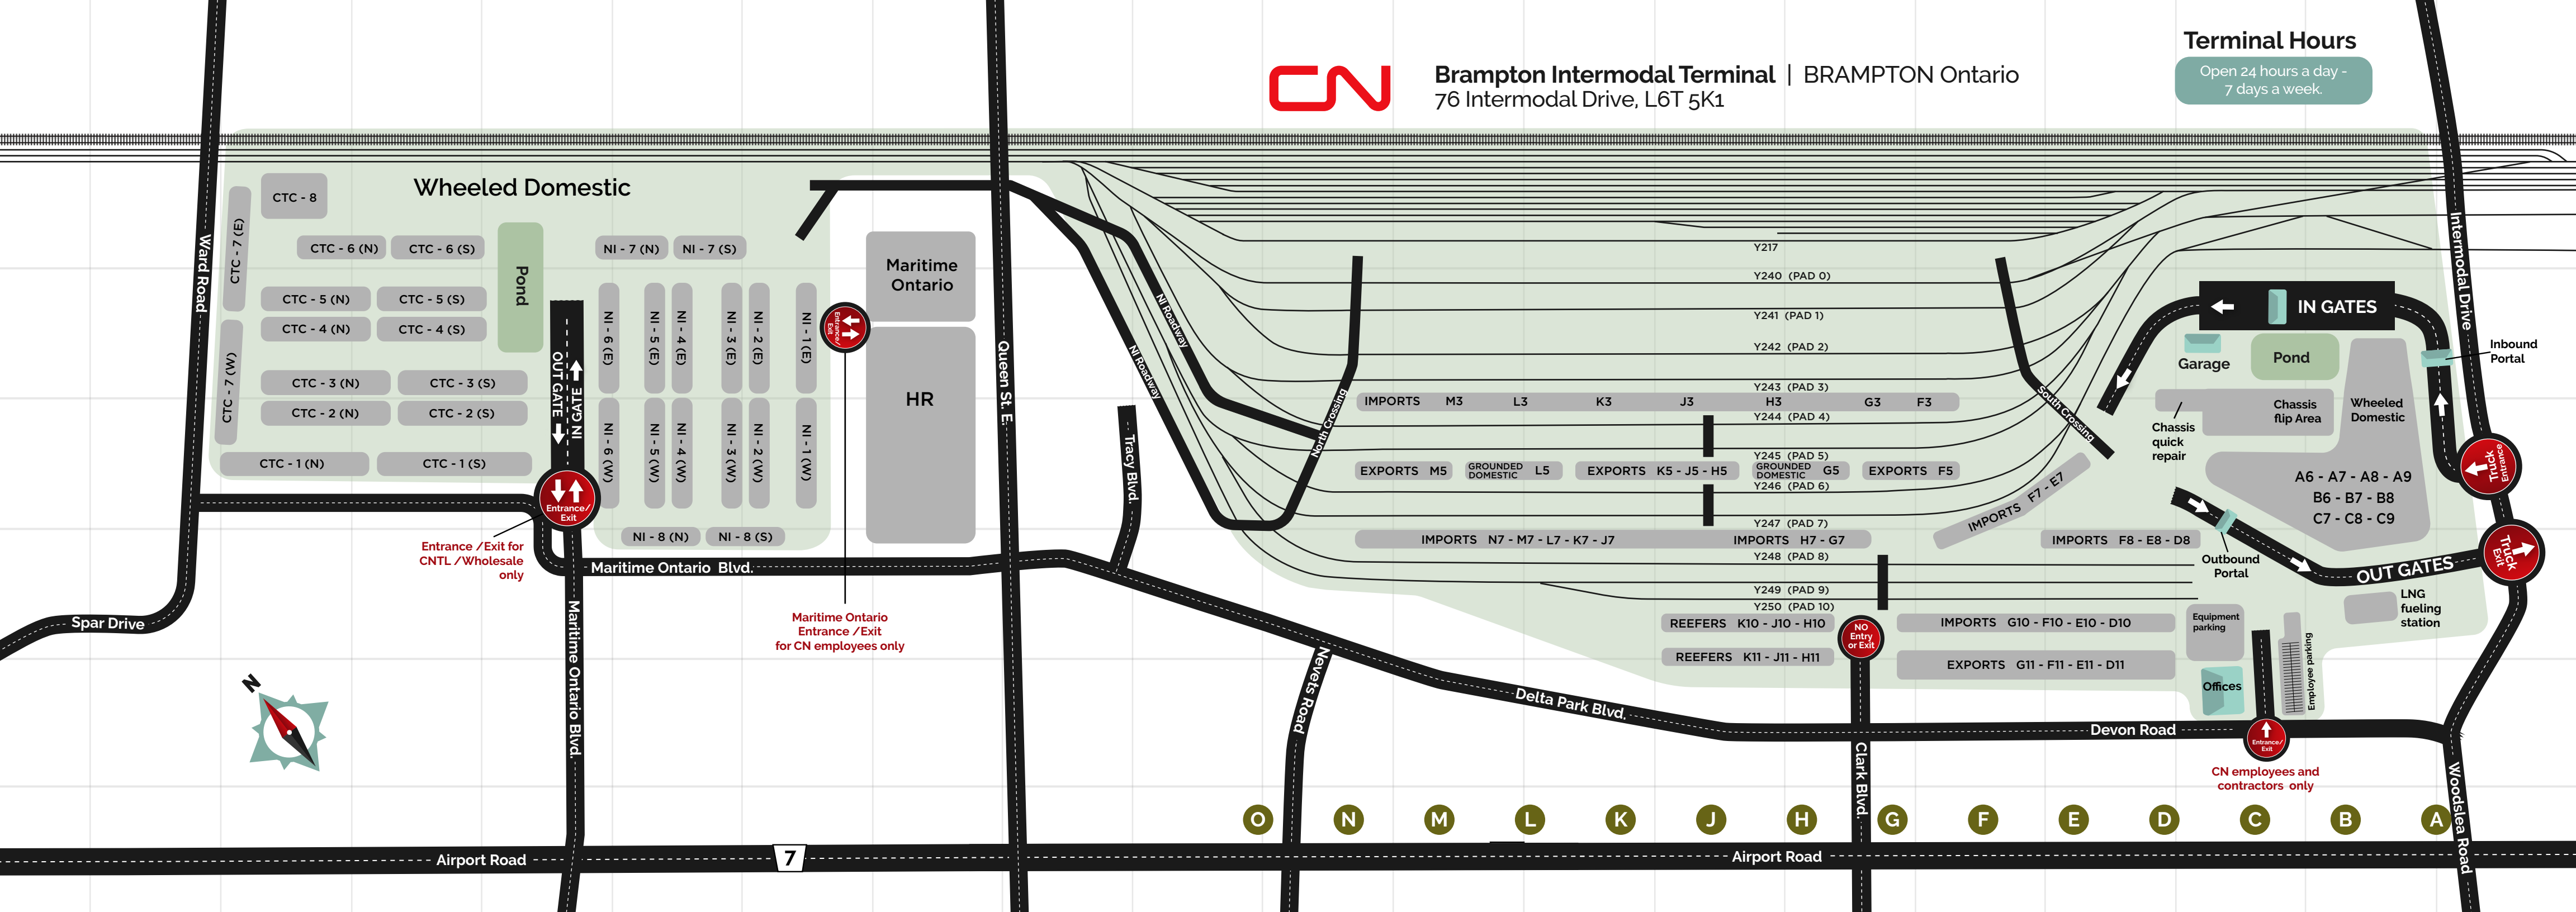 CN
Brampton Intermodal Terminal | BRAMPTON Ontario
76 Intermodal Drive, L6T 5K1
Terminal Hours
Open 24 hours a day -
7 days a week.
Wheeled Domestic
Ward Road
CTC - 8
CTC - 7 (E)
CTC - 7 (W)
CTC - 6 (N)
CTC - 6 (S)
CTC - 5 (N)
CTC - 5 (S)
CTC - 4 (N)
CTC - 4 (S)
CTC - 3 (N)
CTC - 3 (S)
CTC - 2 (N)
CTC - 2 (S)
CTC - 1 (N)
CTC - 1 (S)
Pond
OUT GATE
IN GATE
NI - 7 (N)
NI - 7 (S)
NI - 6 (E)
NI - 5 (E)
NI - 4 (E)
NI - 3 (E)
NI - 2 (E)
NI - 1 (E)
NI - 6 (W)
NI - 5 (W)
NI - 4 (W)
NI - 3 (W)
NI - 2 (W)
NI - 1 (W)
NI - 8 (N)
NI - 8 (S)
Entrance/
Exit
Maritime
Ontario
HR
Entrance/
Exit
Entrance /Exit for
CNTL /Wholesale
only
Maritime Ontario Blvd.
Maritime Ontario Blvd.
Maritime Ontario
Entrance /Exit
for CN employees only
Spar Drive
N
Queen St. E.
NI Roadway
NI Roadway
Tracy Blvd.
North Crossing
South Crossing
Y217
Y240 (PAD 0)
Y241 (PAD 1)
Y242 (PAD 2)
Y243 (PAD 3)
IMPORTS M3 L3 K3 J3 H3 G3 F3
Y244 (PAD 4)
Y245 (PAD 5)
EXPORTS M5
GROUNDED
DOMESTIC
L5
EXPORTS K5 - J5 - H5
GROUNDED
DOMESTIC
G5
EXPORTS F5
Y246 (PAD 6)
Y247 (PAD 7)
IMPORTS F7 - E7
IMPORTS N7 - M7 - L7 - K7 - J7
IMPORTS H7 - G7
IMPORTS F8 - E8 - D8
Y248 (PAD 8)
Y249 (PAD 9)
Y250 (PAD 10)
REEFERS K10 - J10 - H10
REEFERS K11 - J11 - H11
NO
Entry
or Exit
IMPORTS G10 - F10 - E10 - D10
EXPORTS G11 - F11 - E11 - D11
IN GATES
Intermodal Drive
Inbound
Portal
Garage
Pond
Chassis
flip Area
Wheeled
Domestic
Chassis
quick
repair
A6 - A7 - A8 - A9
B6 - B7 - B8
C7 - C8 - C9
Truck
Entrance
Truck
Exit
Outbound
Portal
OUT GATES
LNG
fueling
station
Equipment
parking
Offices
Employee parking
Entrance/
Exit
CN employees and
contractors only
Nevets Road
Delta Park Blvd.
Devon Road
Clark Blvd.
Woodslea Road
O N M L K J H G F E D C B A
Airport Road
7
Airport Road